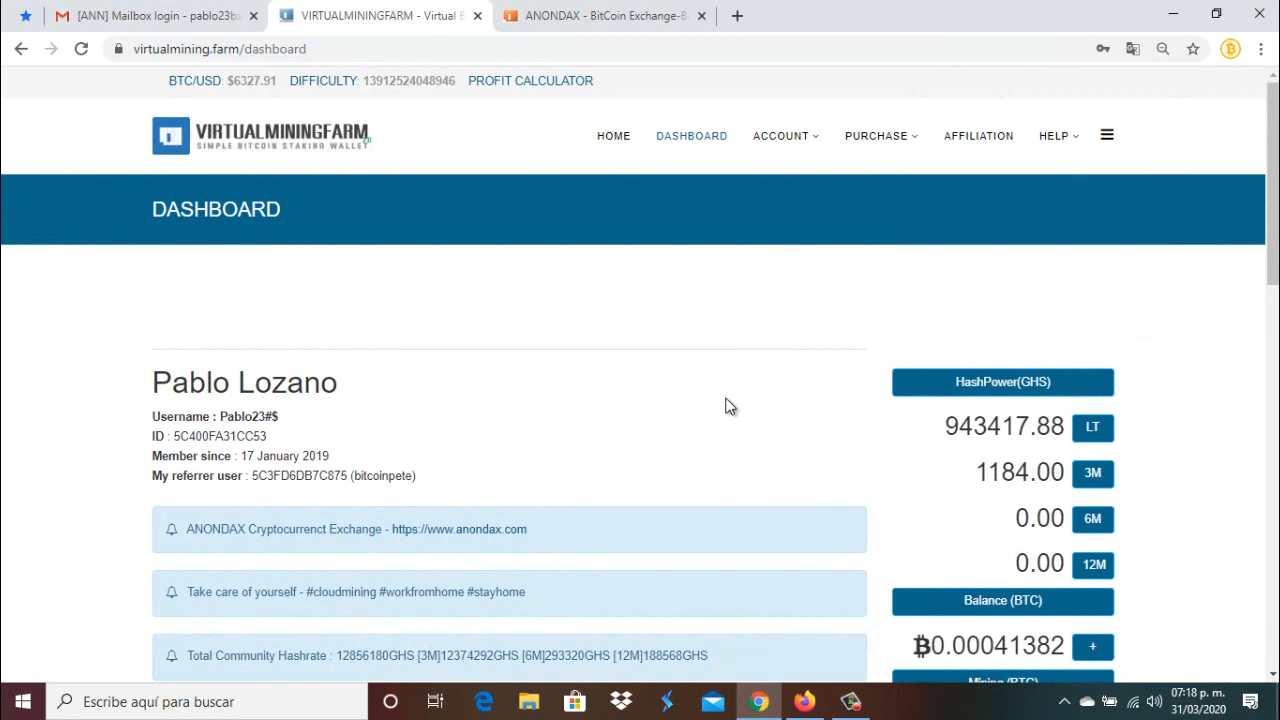 [ANN] Mailbox login - pablo23ba
VIRTUALMININGFARM - Virtual B
ANONDAX - BitCoin Exchange-B
virtualmining.farm/dashboard
BTC/USD: $6327.91 DIFFICULTY: 13912524048946 PROFIT CALCULATOR
VIRTUALMININGFARM
SIMPLE BITCOIN STAKING WALLET
HOME DASHBOARD ACCOUNT PURCHASE AFFILIATION HELP
DASHBOARD
Pablo Lozano
Username : Pablo23#$
ID : 5C400FA31CC53
Member since : 17 January 2019
My referrer user : 5C3FD6DB7C875 (bitcoinpete)
ANONDAX Cryptocurrenct Exchange - https://www.anondax.com
Take care of yourself - #cloudmining #workfromhome #stayhome
Total Community Hashrate : 12856180GHS [3M]12374292GHS [6M]293320GHS [12M]188568GHS
HashPower(GHS)
943417.88 LT
1184.00 3M
0.00 6M
0.00 12M
Balance (BTC)
₿0.00041382 +
Mining (BTC)
Escribe aquí para buscar
07:18 p. m.
31/03/2020